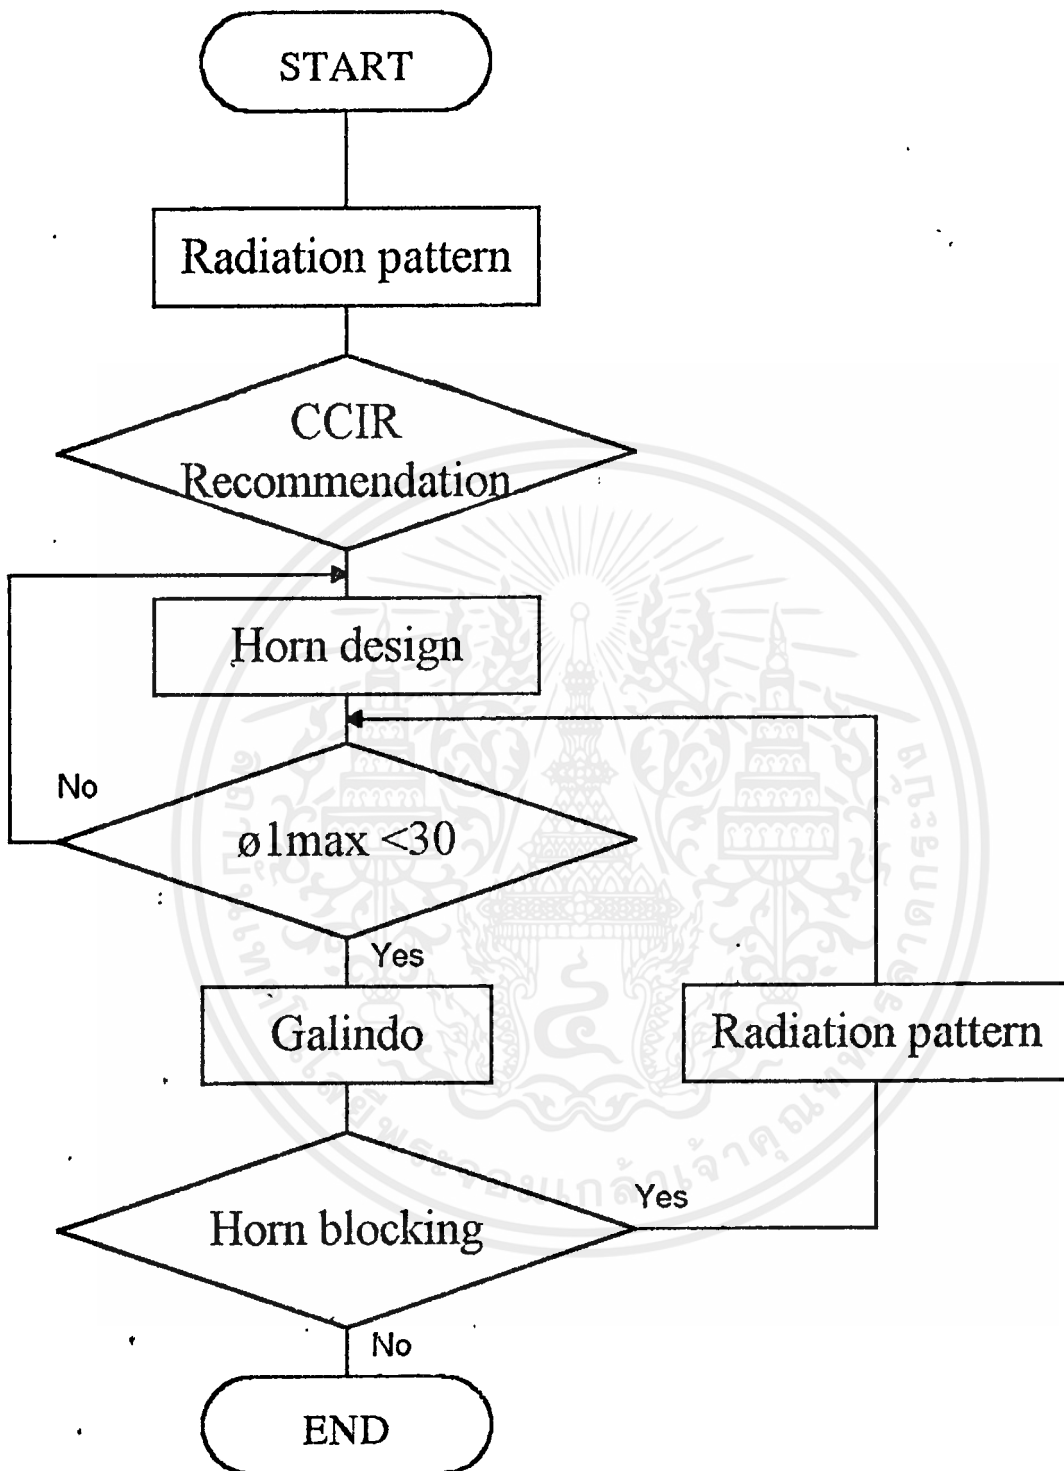 START
Radiation pattern
CCIR
Recommendation
Horn design
No
ø1max <30
Yes
Galindo
Radiation pattern
Horn blocking
Yes
No
END